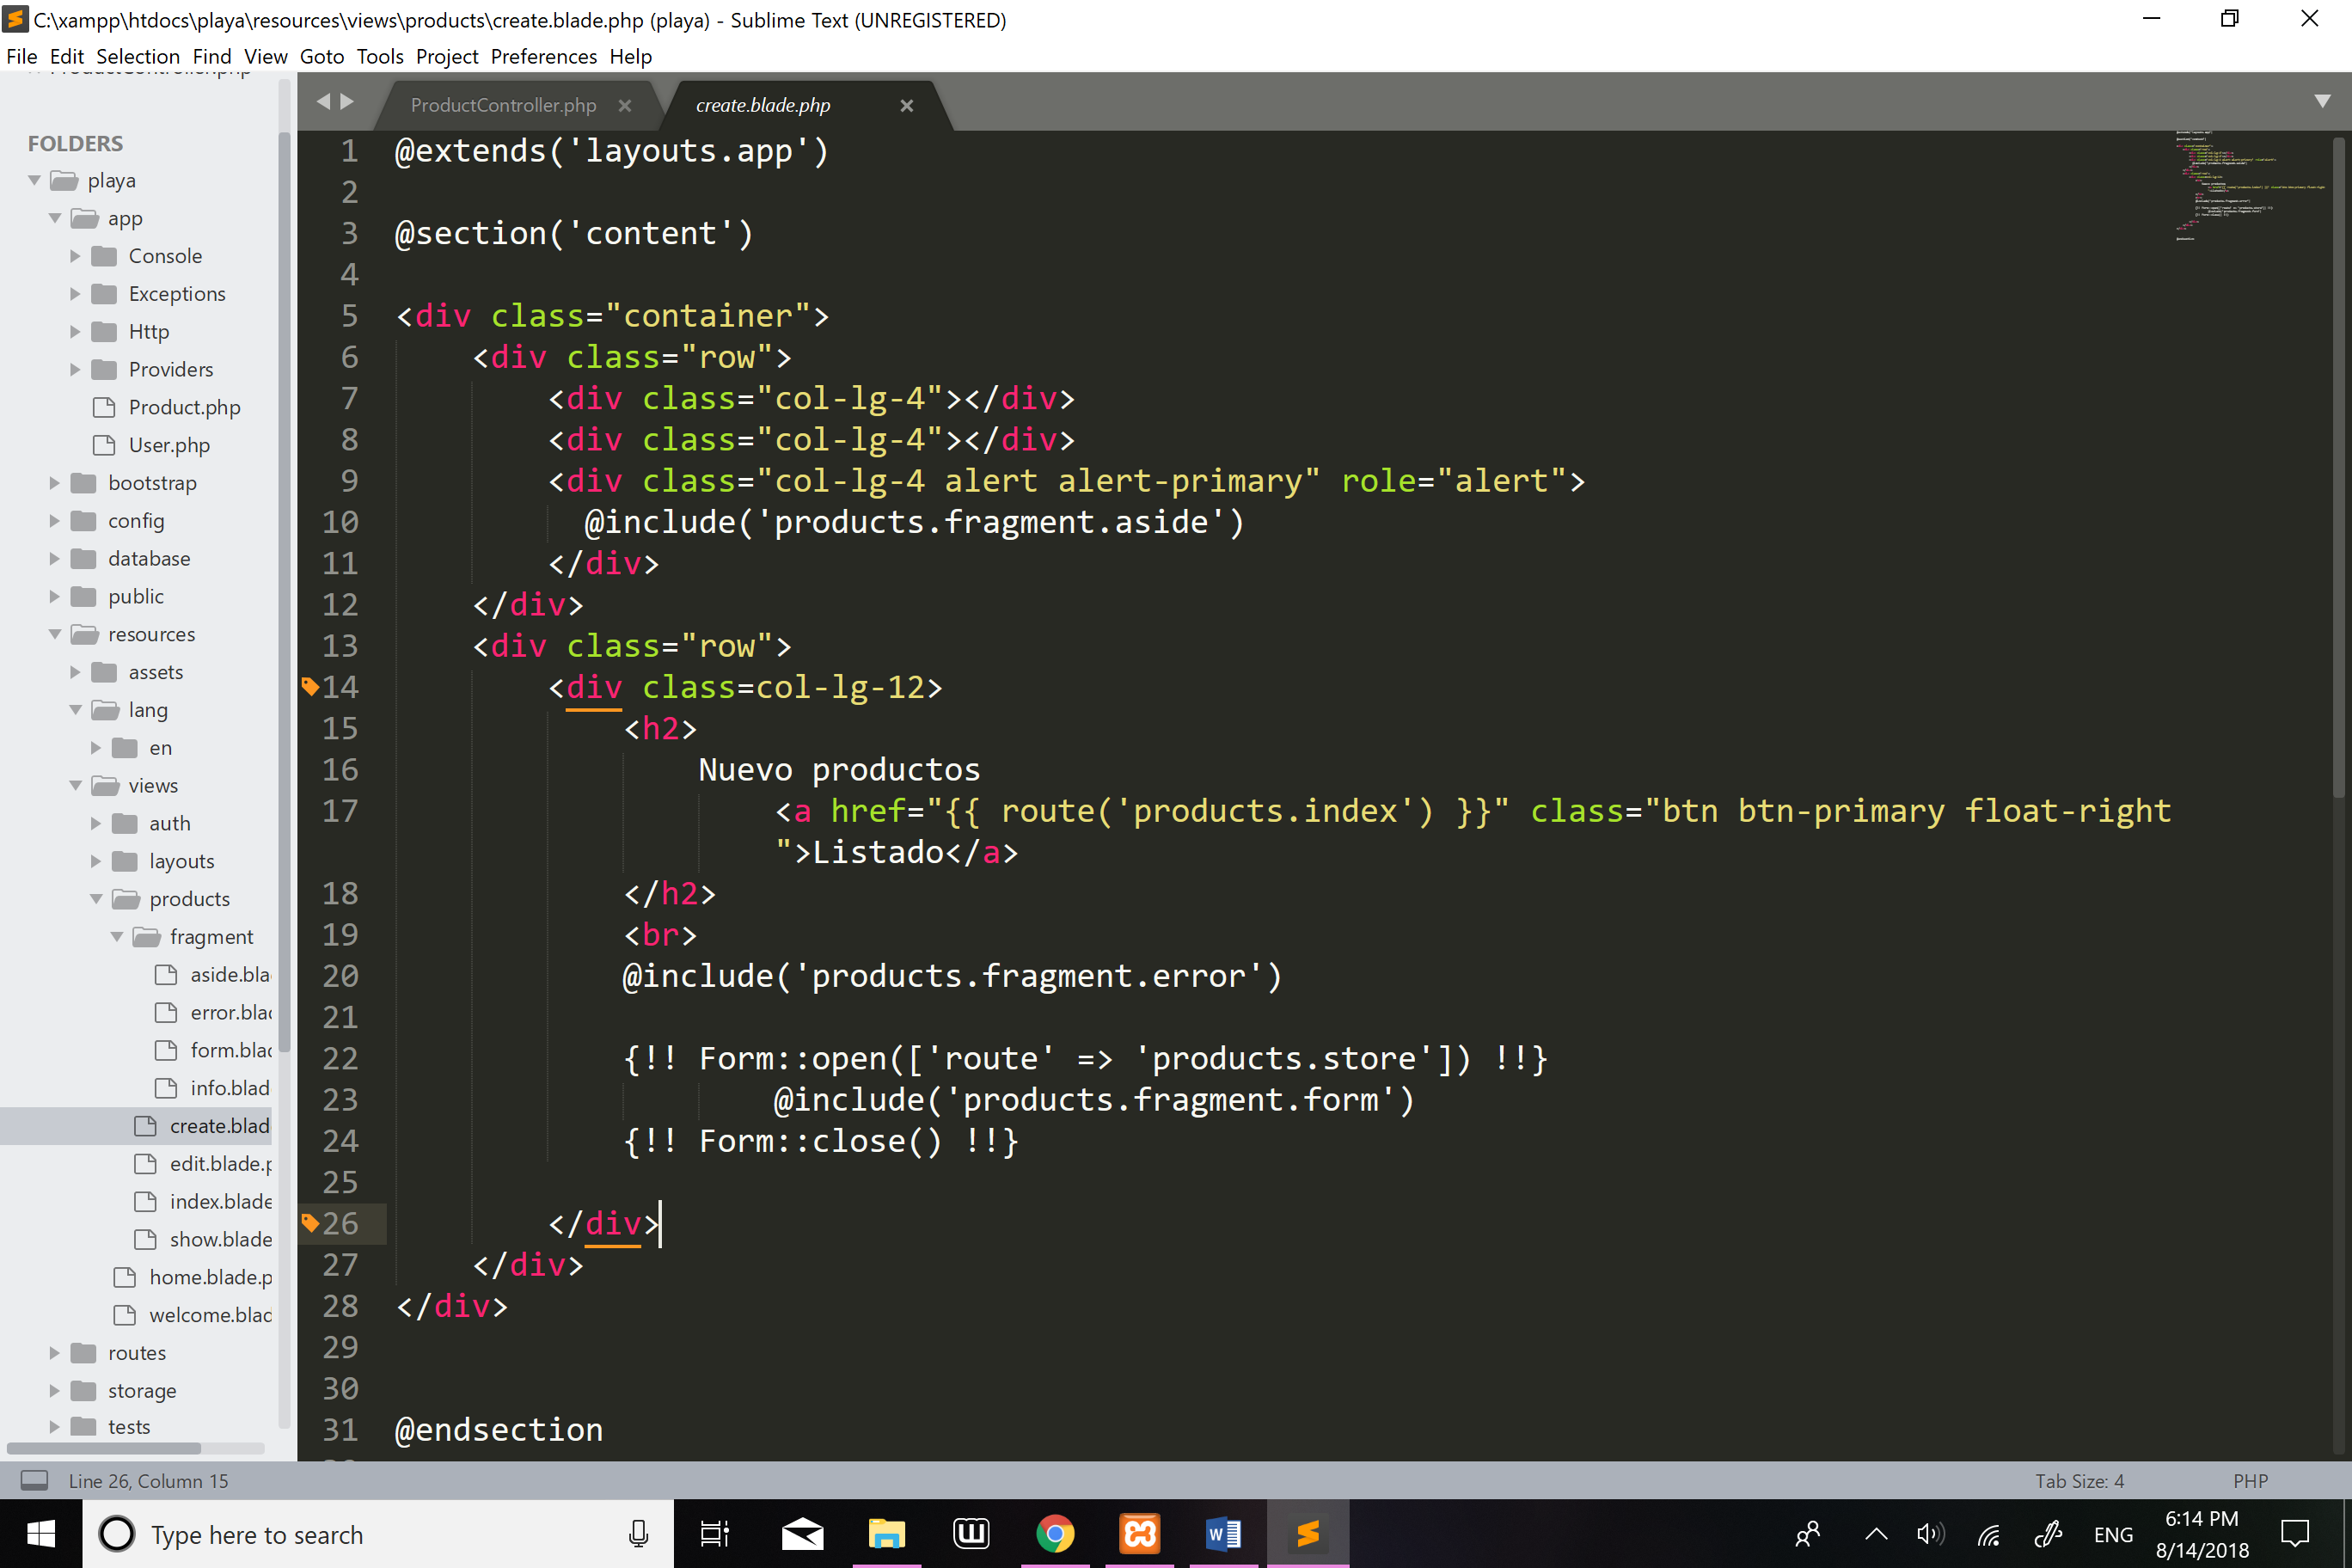 C:\xampp\htdocs\playa\resources\views\products\create.blade.php (playa) - Sublime Text (UNREGISTERED)
File Edit Selection Find View Goto Tools Project Preferences Help
ProductController.php
create.blade.php
FOLDERS
playa
app
Console
Exceptions
Http
Providers
Product.php
User.php
bootstrap
config
database
public
resources
assets
lang
en
views
auth
layouts
products
fragment
aside.bla
error.blad
form.blad
info.blad
create.blad
edit.blade.p
index.blade
show.blade
home.blade.p
welcome.blad
routes
storage
tests
1 @extends('layouts.app')
2
3 @section('content')
4
5 <div class="container">
6 <div class="row">
7 <div class="col-lg-4"></div>
8 <div class="col-lg-4"></div>
9 <div class="col-lg-4 alert alert-primary" role="alert">
10 @include('products.fragment.aside')
11 </div>
12 </div>
13 <div class="row">
14 <div class=col-lg-12>
15 <h2>
16 Nuevo productos
17 <a href="{{ route('products.index') }}" class="btn btn-primary float-right
">Listado</a>
18 </h2>
19 <br>
20 @include('products.fragment.error')
21
22 {!! Form::open(['route' => 'products.store']) !!}
23 @include('products.fragment.form')
24 {!! Form::close() !!}
25
26 </div>
27 </div>
28 </div>
29
30
31 @endsection
Line 26, Column 15
Tab Size: 4
PHP
Type here to search
ENG
6:14 PM
8/14/2018